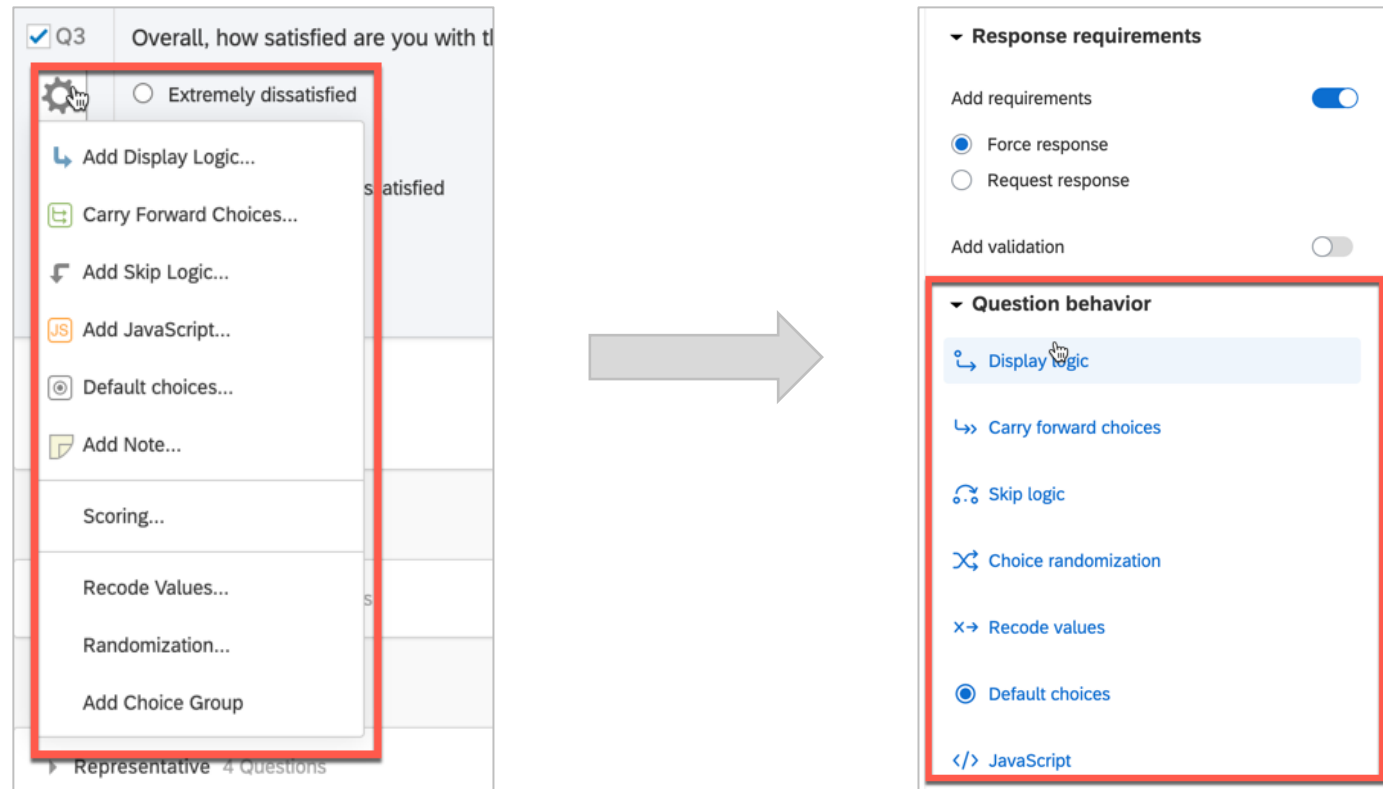 Q3 Overall, how satisfied are you with tl
Extremely dissatisfied
Add Display Logic...
s atisfied
Carry Forward Choices...
Add Skip Logic...
JS Add JavaScript...
Default choices...
Add Note...
Scoring...
Recode Values...
s
Randomization...
Add Choice Group
Representative 4 Questions
Response requirements
Add requirements
Force response
Request response
Add validation
Question behavior
Display logic
Carry forward choices
Skip logic
Choice randomization
Recode values
Default choices
</> JavaScript